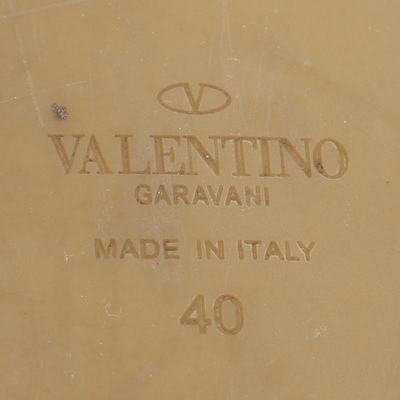 V
VALENTINO
GARAVANI
MADE IN ITALY
40